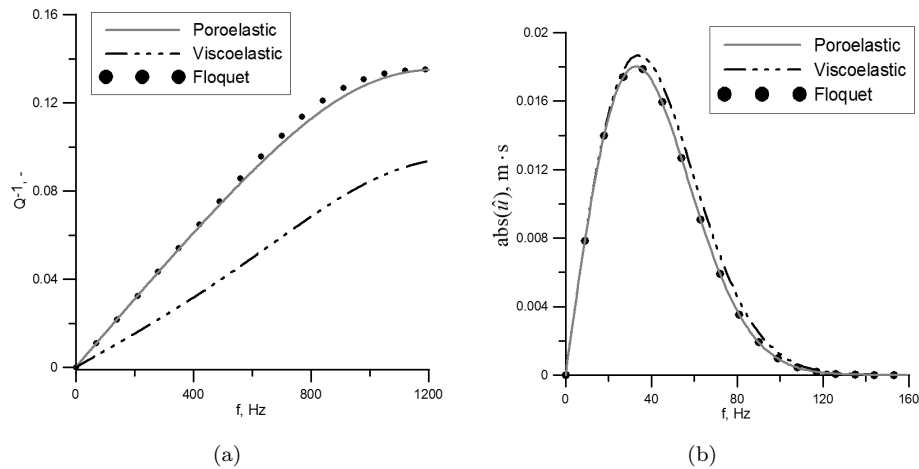 0.16
Poroelastic
Viscoelastic
Floquet
0.12
0.08
0.04
0
Q⁻¹, -
0 400 800 1200
f, Hz
(a)
0.02
Poroelastic
Viscoelastic
Floquet
0.016
0.012
0.008
0.004
0
abs(û), m · s
0 40 80 120 160
f, Hz
(b)